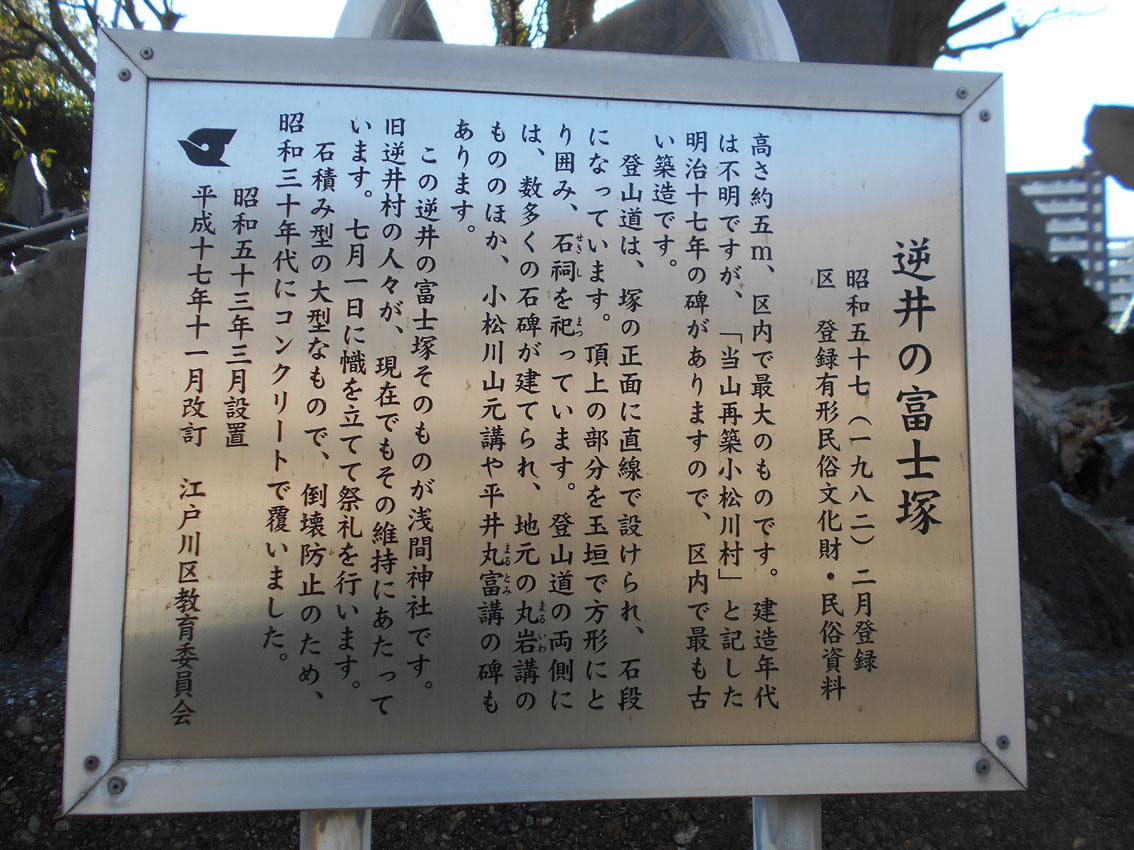 逆井の富士塚
昭和五十七（一九八二）二月登録
区　登録有形民俗文化財・民俗資料
高さ約五ｍ、区内で最大のものです。建造年代
は不明ですが、「当山再築小松川村」と記した
明治十七年の碑がありますので、区内で最も古
い築造です。
　登山道は、塚の正面に直線で設けられ、石段
になっています。頂上の部分を玉垣で方形にと
り囲み、石祠を祀っています。登山道の両側に
は、数多くの石碑が建てられ、地元の丸岩講の
もののほか、小松川山元講や平井丸富講の碑も
あります。
　この逆井の富士塚そのものが浅間神社です。
旧逆井村の人々が、現在でもその維持にあたって
います。七月一日に幟を立てて祭礼を行います。
　石積み型の大型なもので、倒壊防止のため、
昭和三十年代にコンクリートで覆いました。
昭和五十三年三月設置
平成十七年十一月改訂　江戸川区教育委員会